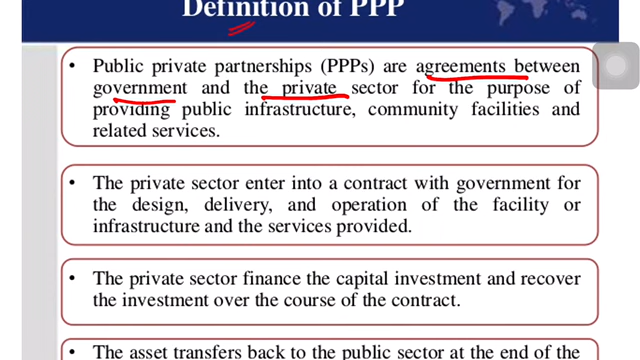 Definition of PPP
• Public private partnerships (PPPs) are agreements between
government and the private sector for the purpose of
providing public infrastructure, community facilities and
related services.
• The private sector enter into a contract with government for
the design, delivery, and operation of the facility or
infrastructure and the services provided.
• The private sector finance the capital investment and recover
the investment over the course of the contract.
• The asset transfers back to the public sector at the end of the